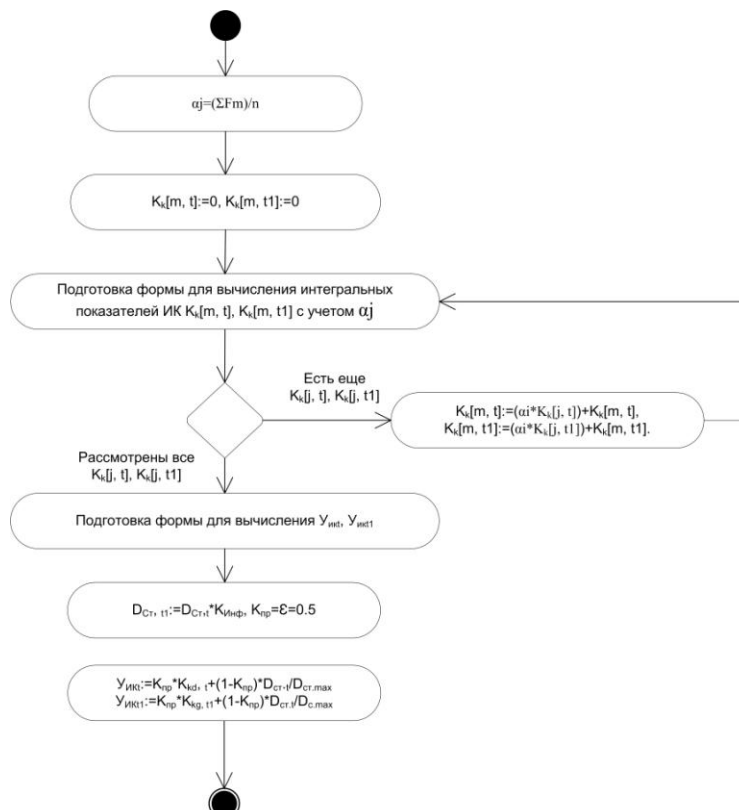 αj=(ΣFm)/n
Kₖ[m, t]:=0, Kₖ[m, t1]:=0
Подготовка формы для вычисления интегральных
показателей ИК Kₖ[m, t], Kₖ[m, t1] с учетом αj
Есть еще
Kₖ[j, t], Kₖ[j, t1]
Kₖ[m, t]:=(αi*Kₖ[j, t])+Kₖ[m, t],
Kₖ[m, t1]:=(αi*Kₖ[j, t1])+Kₖ[m, t1].
Рассмотрены все
Kₖ[j, t], Kₖ[j, t1]
Подготовка формы для вычисления Уикt, Уикt1
DСт, t1:=DСт,t*KИнф, Kпр=Ɛ=0.5
УИКt:=Kпр*Kkd, t+(1-Kпр)*Dст-t/Dст.max
УИКt1:=Kпр*Kkg, t1+(1-Kпр)*Dст.t/Dс.max